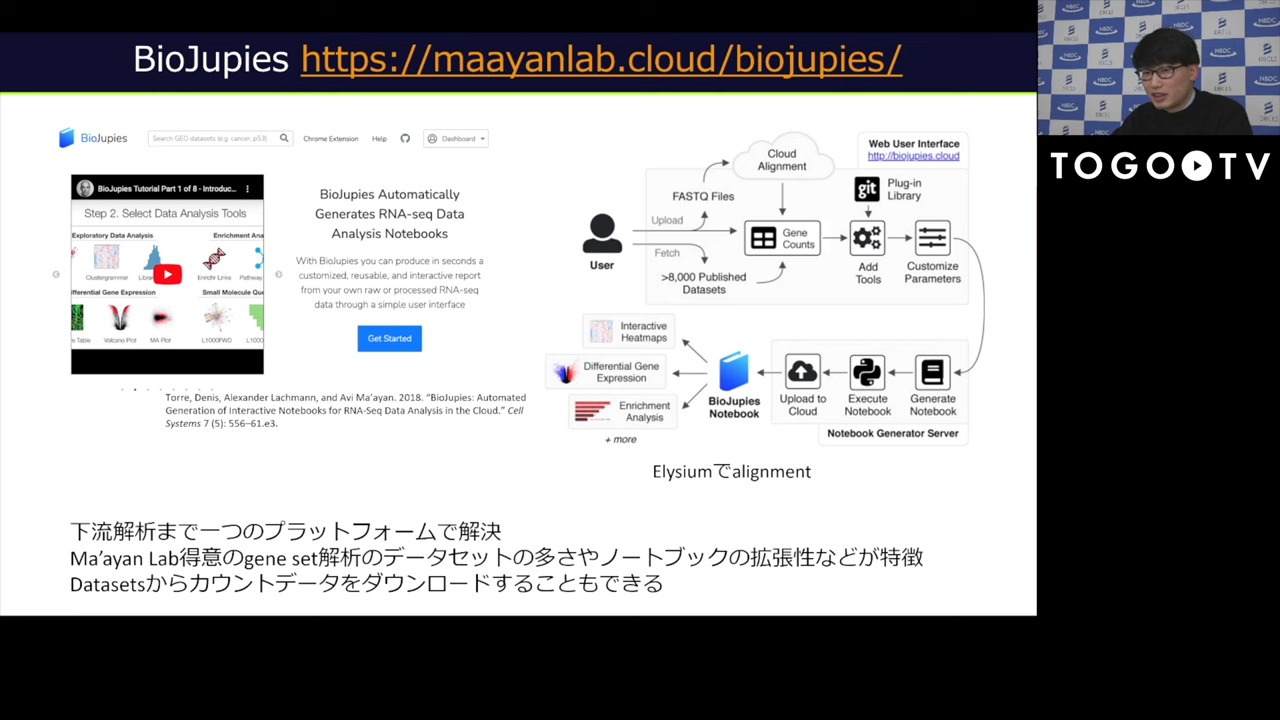 BioJupies https://maayanlab.cloud/biojupies/
BioJupies
Search GEO datasets (e.g. cancer, p53)
Chrome Extension
Help
Dashboard
BioJupies Tutorial Part 1 of 8 - Introduc...
Step 2. Select Data Analysis Tools
Exploratory Data Analysis
Enrichment Ana
Clustergrammer
Enrichr Links
Pathway
Small Molecule Que
Volcano Plot
MA Plot
L1000FWD
BioJupies Automatically
Generates RNA-seq Data
Analysis Notebooks
With BioJupies you can produce in seconds a
customized, reusable, and interactive report
from your own raw or processed RNA-seq
data through a simple user interface
Get Started
Torre, Denis, Alexander Lachmann, and Avi Ma’ayan. 2018. “BioJupies: Automated
Generation of Interactive Notebooks for RNA-Seq Data Analysis in the Cloud.” Cell
Systems 7 (5): 556–61.e3.
Cloud
Alignment
Web User Interface
http://biojupies.cloud
FASTQ Files
git
Plug-in
Library
Upload
User
Gene
Counts
Fetch
>8,000 Published
Datasets
Add
Tools
Customize
Parameters
Interactive
Heatmaps
Differential Gene
Expression
Enrichment
Analysis
+ more
BioJupies
Notebook
Upload to
Cloud
Execute
Notebook
Generate
Notebook
Notebook Generator Server
Elysiumでalignment
下流解析まで一つのプラットフォームで解決
Ma’ayan Lab得意のgene set解析のデータセットの多さやノートブックの拡張性などが特徴
Datasetsからカウントデータをダウンロードすることもできる
NBDC
DBCLS
TOGO TV